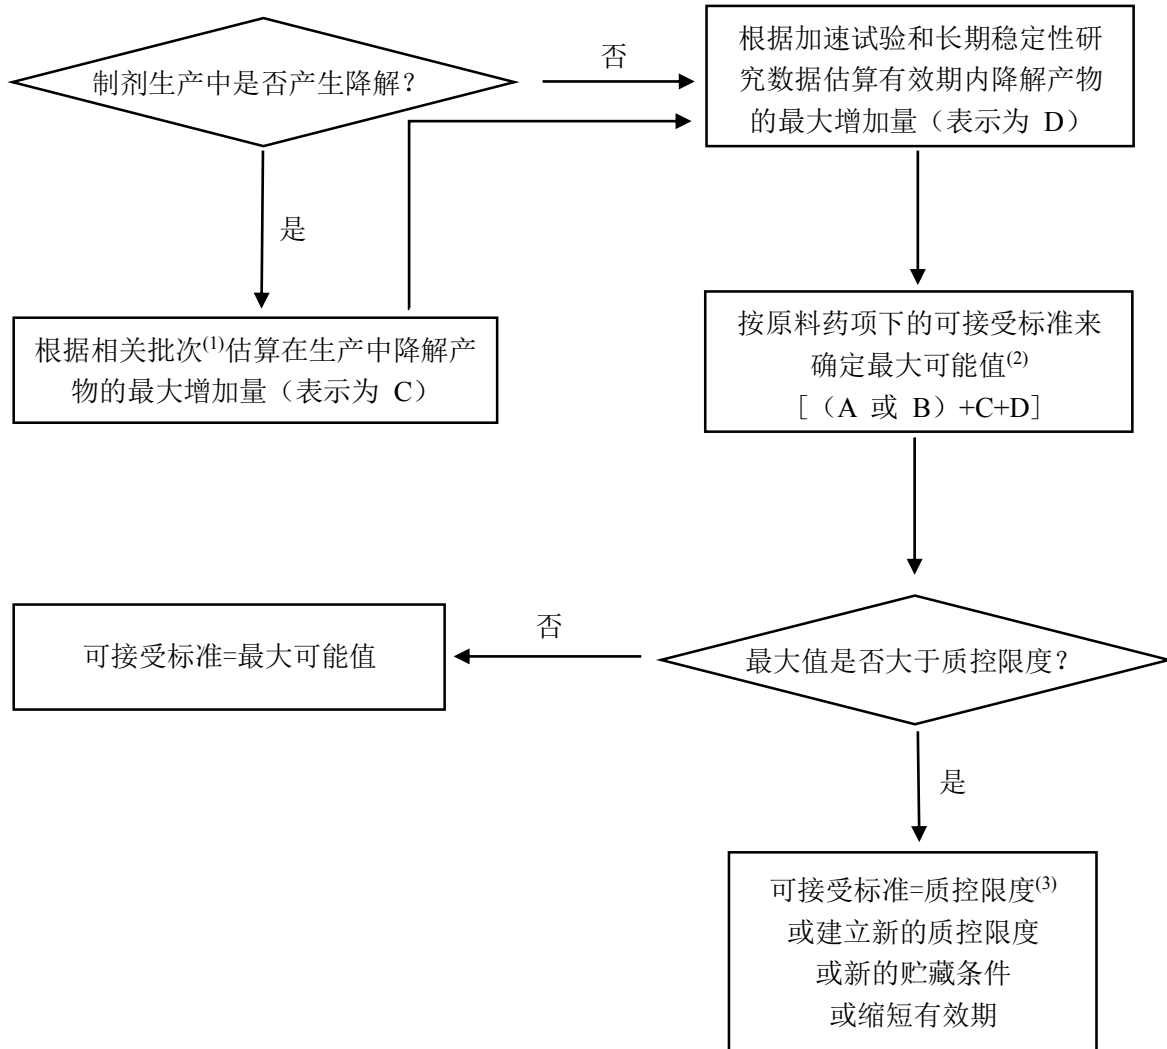 制剂生产中是否产生降解？
否
根据加速试验和长期稳定性研
究数据估算有效期内降解产物
的最大增加量（表示为 D）
是
根据相关批次(1)估算在生产中降解产
物的最大增加量（表示为 C）
按原料药项下的可接受标准来
确定最大可能值(2)
［（A 或 B）+C+D］
可接受标准=最大可能值
否
最大值是否大于质控限度？
是
可接受标准=质控限度(3)
或建立新的质控限度
或新的贮藏条件
或缩短有效期